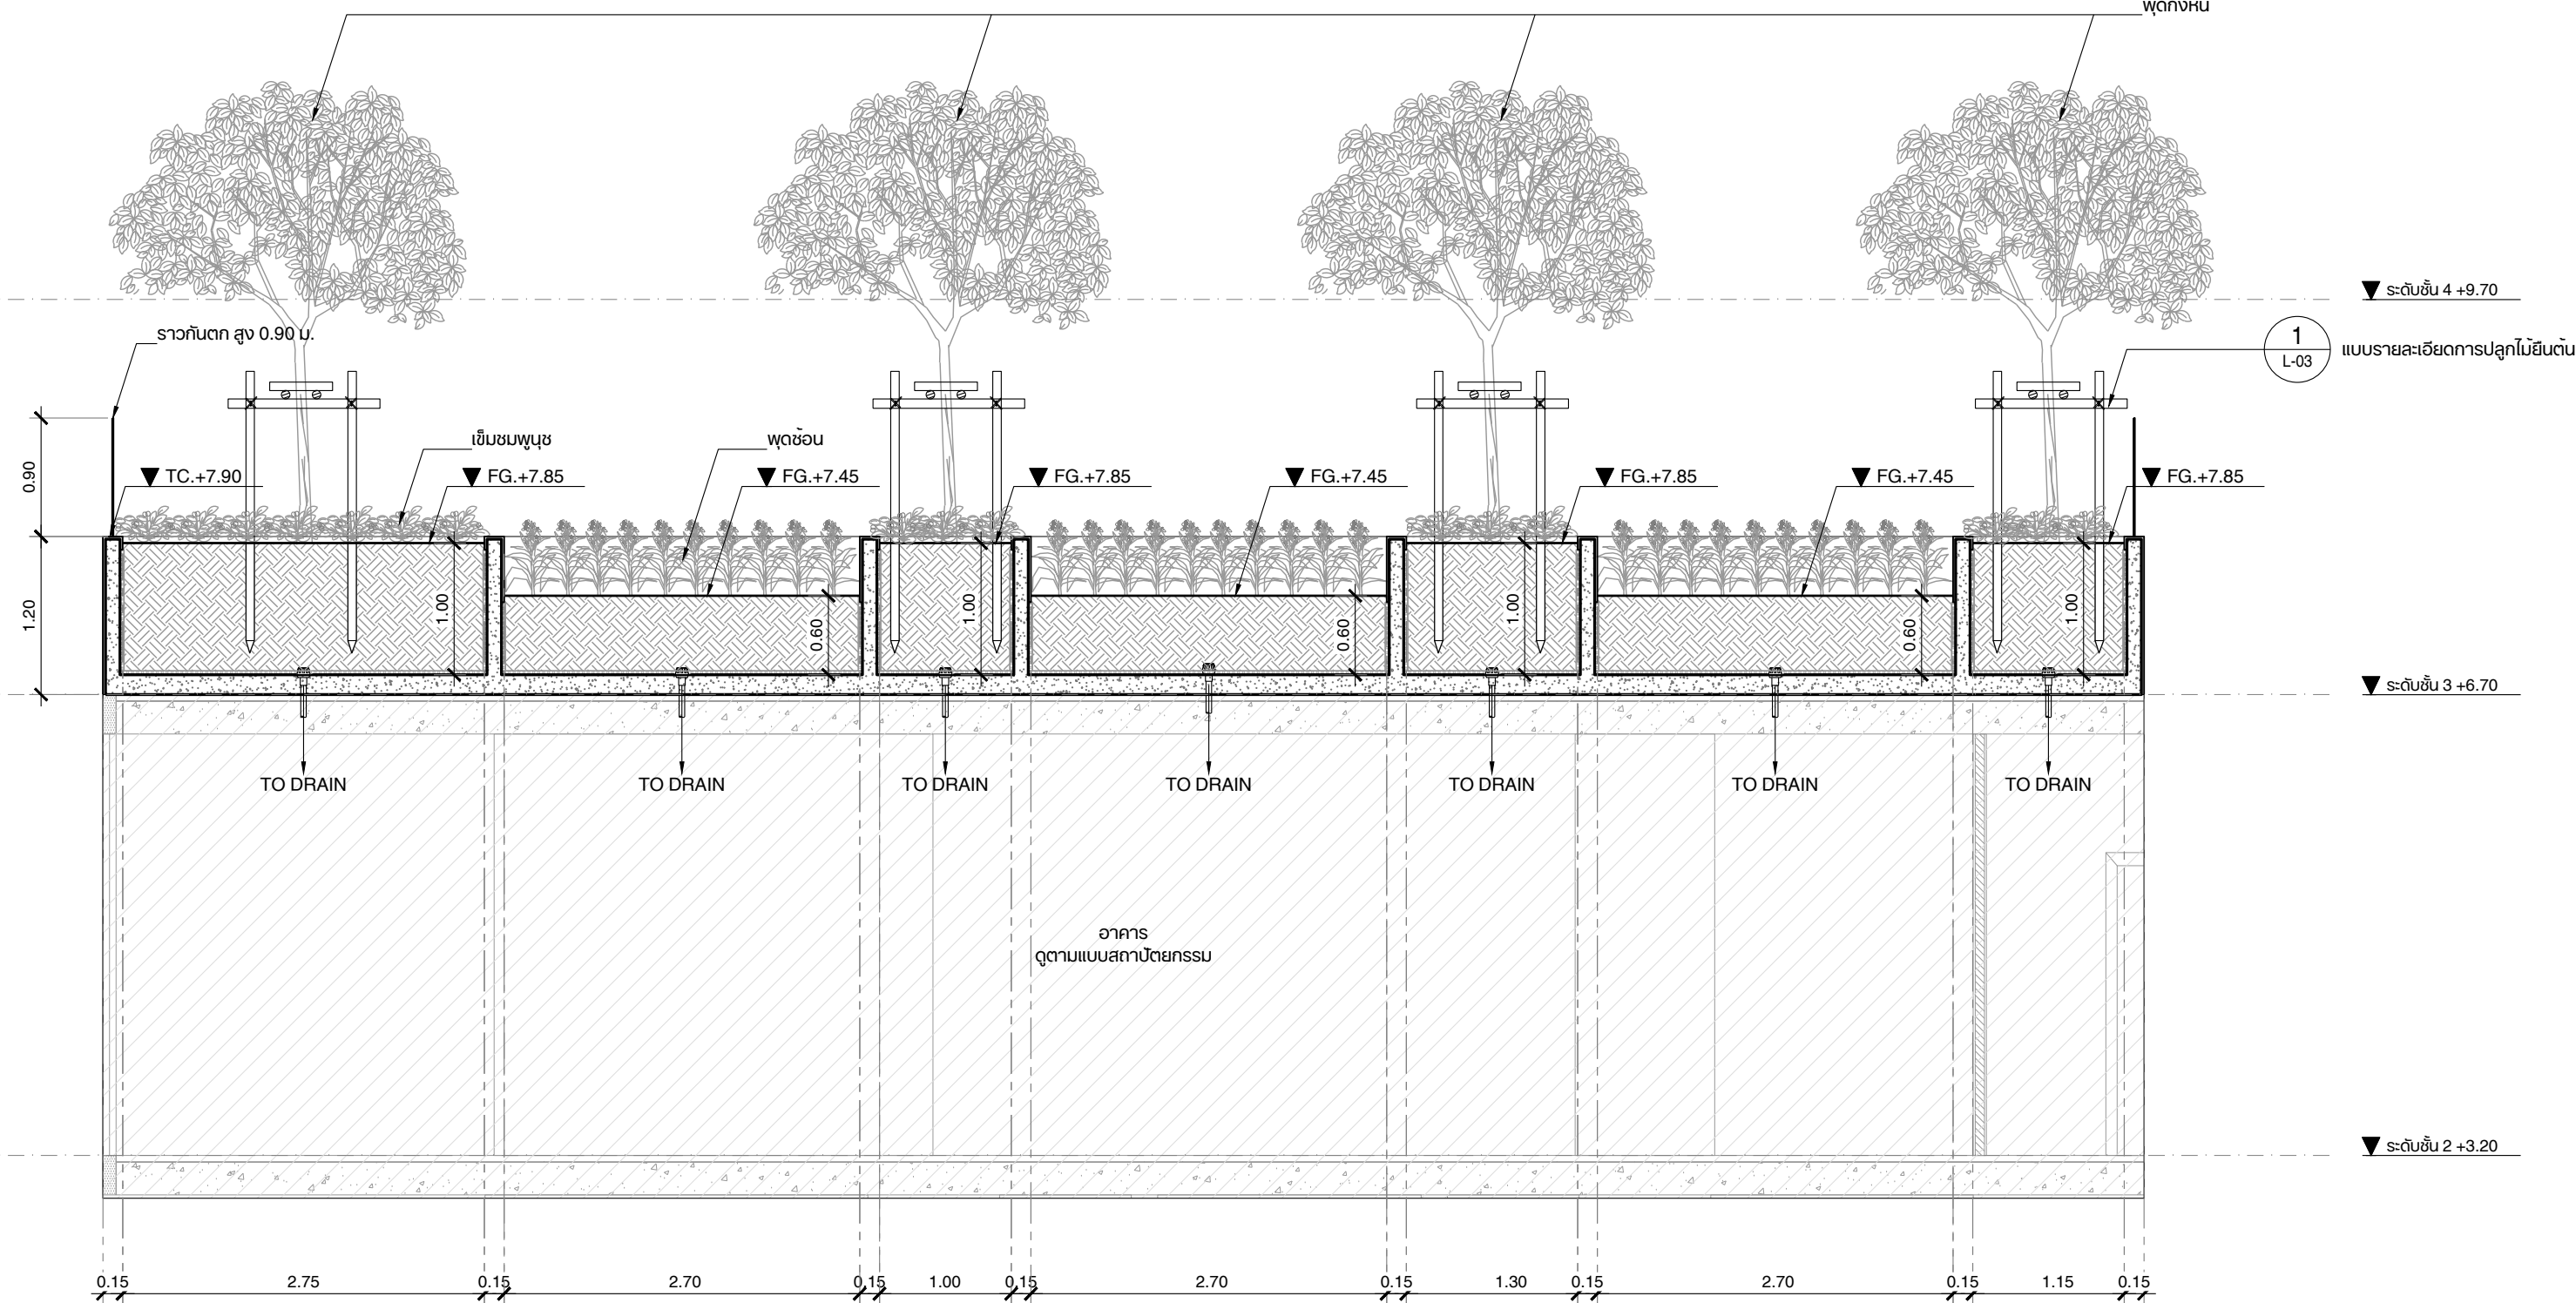 พุดกังหัน
ระดับชั้น 4 +9.70
ราวกันตก สูง 0.90 ม.
1
L-03
แบบรายละเอียดการปลูกไม้ยืนต้น
เข็มชมพูนุช
พุดซ้อน
TC.+7.90
FG.+7.85
FG.+7.45
FG.+7.85
FG.+7.45
FG.+7.85
FG.+7.45
FG.+7.85
0.90
1.20
1.00
0.60
1.00
0.60
1.00
0.60
1.00
ระดับชั้น 3 +6.70
TO DRAIN
TO DRAIN
TO DRAIN
TO DRAIN
TO DRAIN
TO DRAIN
TO DRAIN
อาคาร
ดูตามแบบสถาปัตยกรรม
ระดับชั้น 2 +3.20
0.15
2.75
0.15
2.70
0.15
1.00
0.15
2.70
0.15
1.30
0.15
2.70
0.15
1.15
0.15